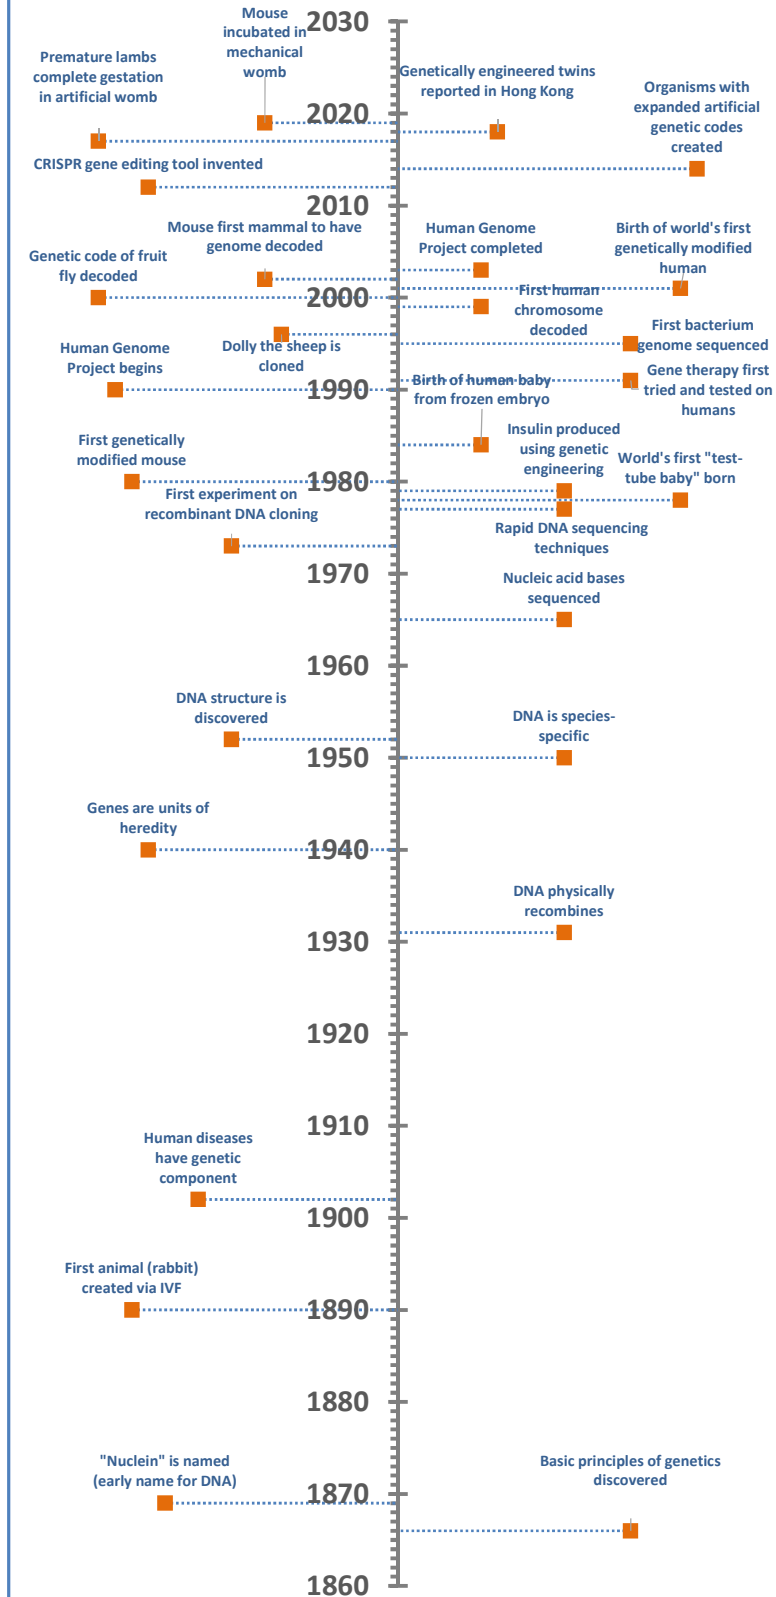 Mouse
incubated in
mechanical
womb
2030
Premature lambs
complete gestation
in artificial womb
Genetically engineered twins
reported in Hong Kong
Organisms with
expanded artificial
genetic codes
created
2020
CRISPR gene editing tool invented
2010
Mouse first mammal to have
genome decoded
Human Genome
Project completed
Birth of world's first
genetically modified
human
Genetic code of fruit
fly decoded
2000
First human
chromosome
decoded
First bacterium
genome sequenced
Human Genome
Project begins
Dolly the sheep is
cloned
Gene therapy first
tried and tested on
humans
1990
Birth of human baby
from frozen embryo
First genetically
modified mouse
Insulin produced
using genetic
engineering
World's first "test-
tube baby" born
1980
First experiment on
recombinant DNA cloning
Rapid DNA sequencing
techniques
1970
Nucleic acid bases
sequenced
1960
DNA structure is
discovered
DNA is species-
specific
1950
Genes are units of
heredity
1940
DNA physically
recombines
1930
1920
1910
Human diseases
have genetic
component
1900
First animal (rabbit)
created via IVF
1890
1880
"Nuclein" is named
(early name for DNA)
Basic principles of genetics
discovered
1870
1860